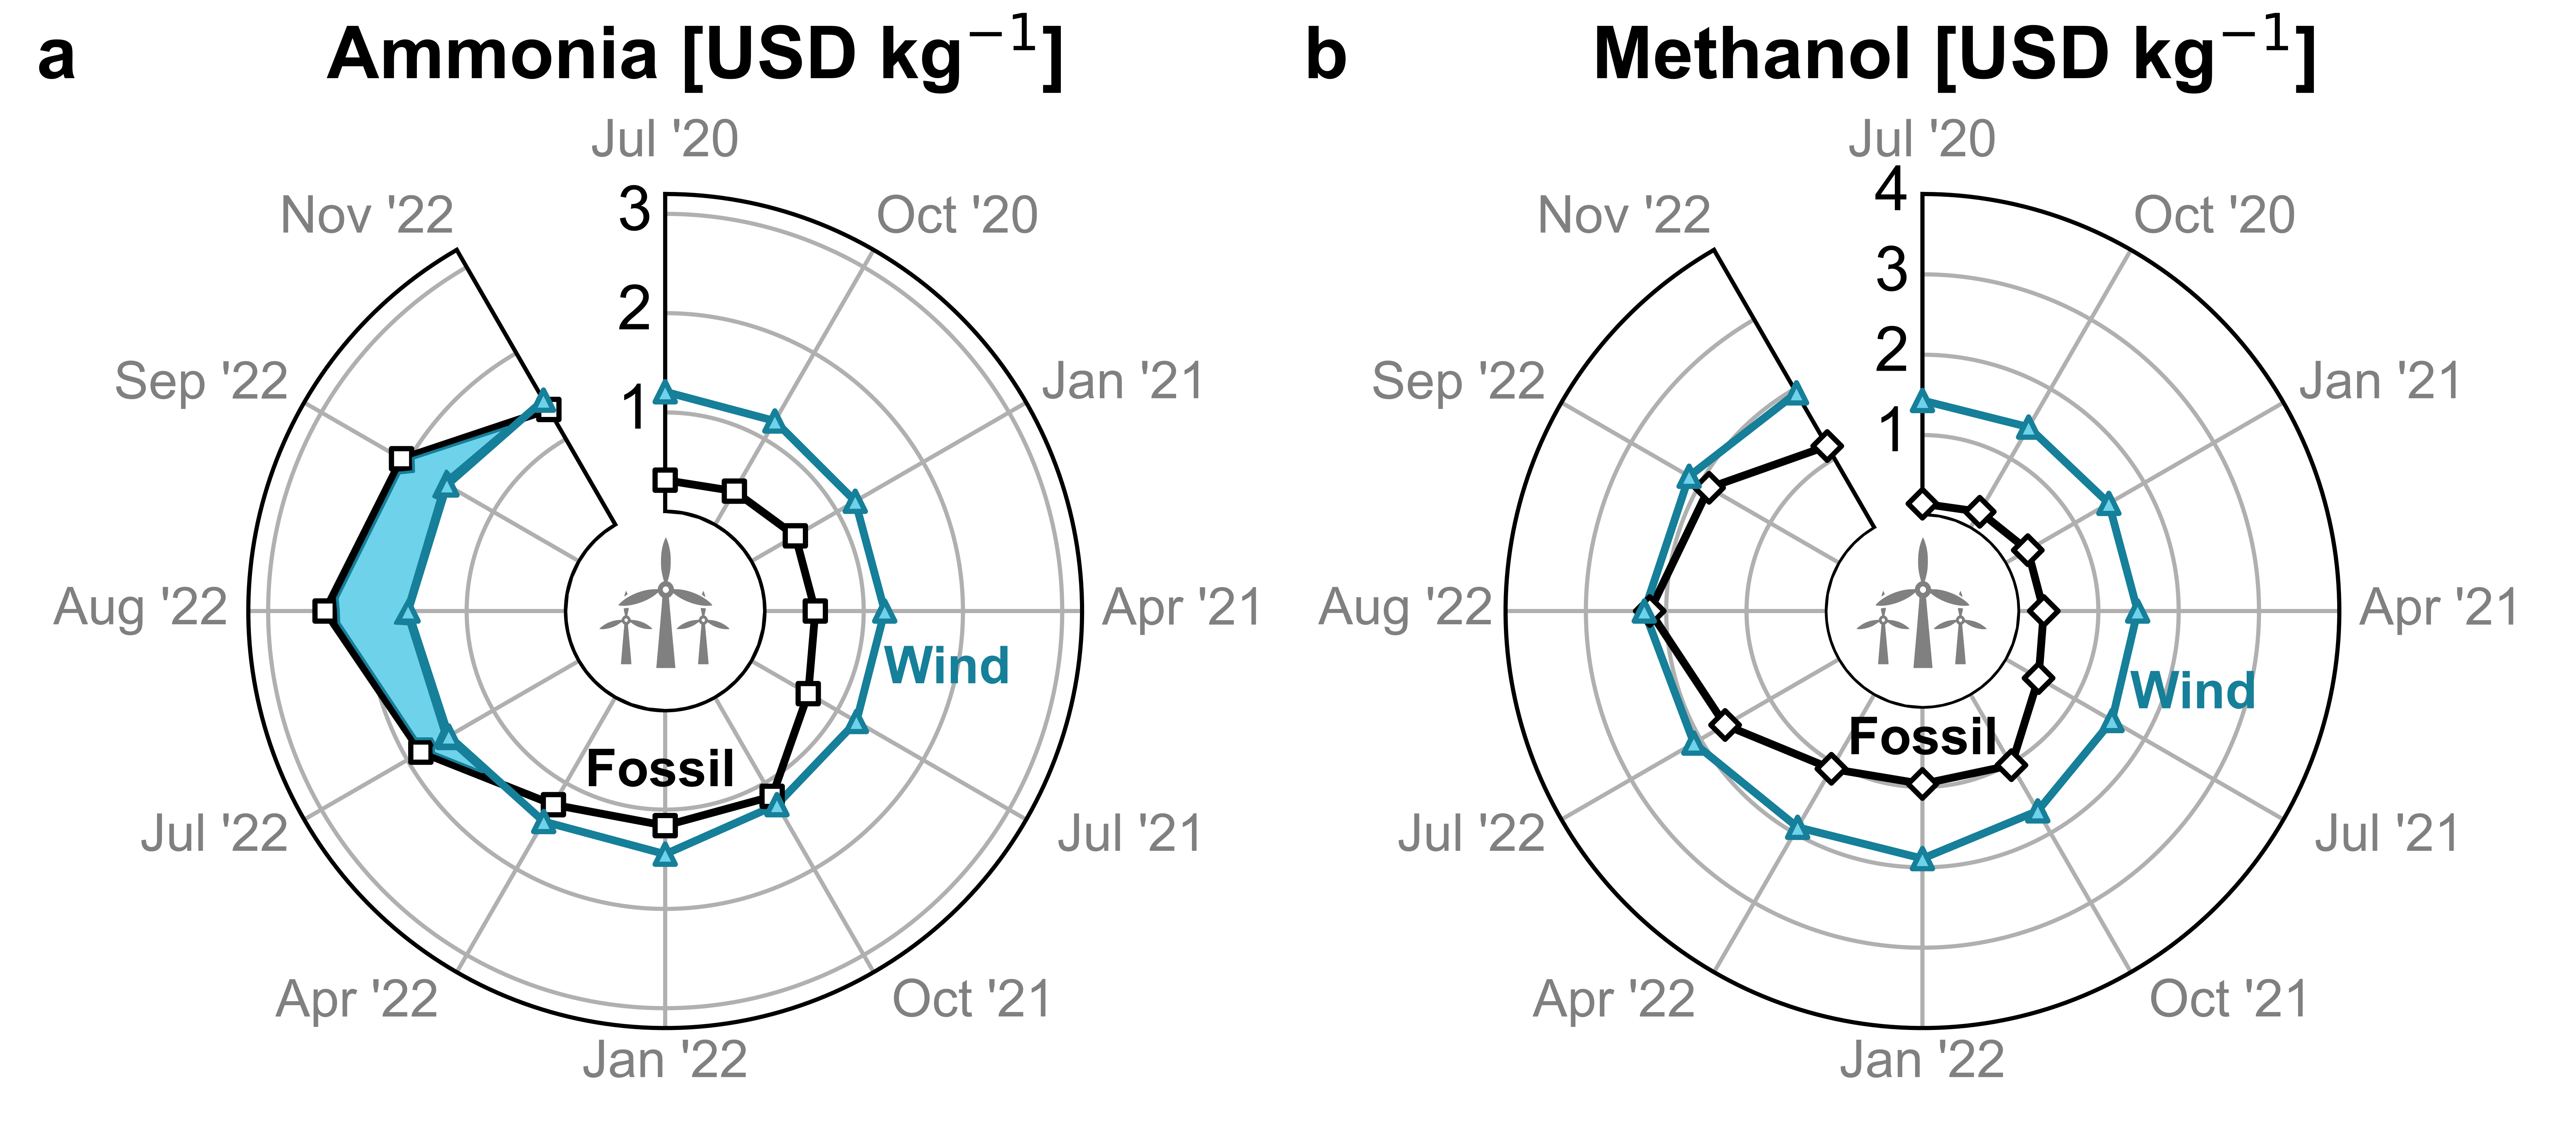 a
Ammonia [USD kg⁻¹]
Jul '20
Oct '20
Jan '21
Apr '21
Jul '21
Oct '21
Jan '22
Apr '22
Jul '22
Aug '22
Sep '22
Nov '22
3
2
1
Wind
Fossil
b
Methanol [USD kg⁻¹]
Jul '20
Oct '20
Jan '21
Apr '21
Jul '21
Oct '21
Jan '22
Apr '22
Jul '22
Aug '22
Sep '22
Nov '22
4
3
2
1
Wind
Fossil